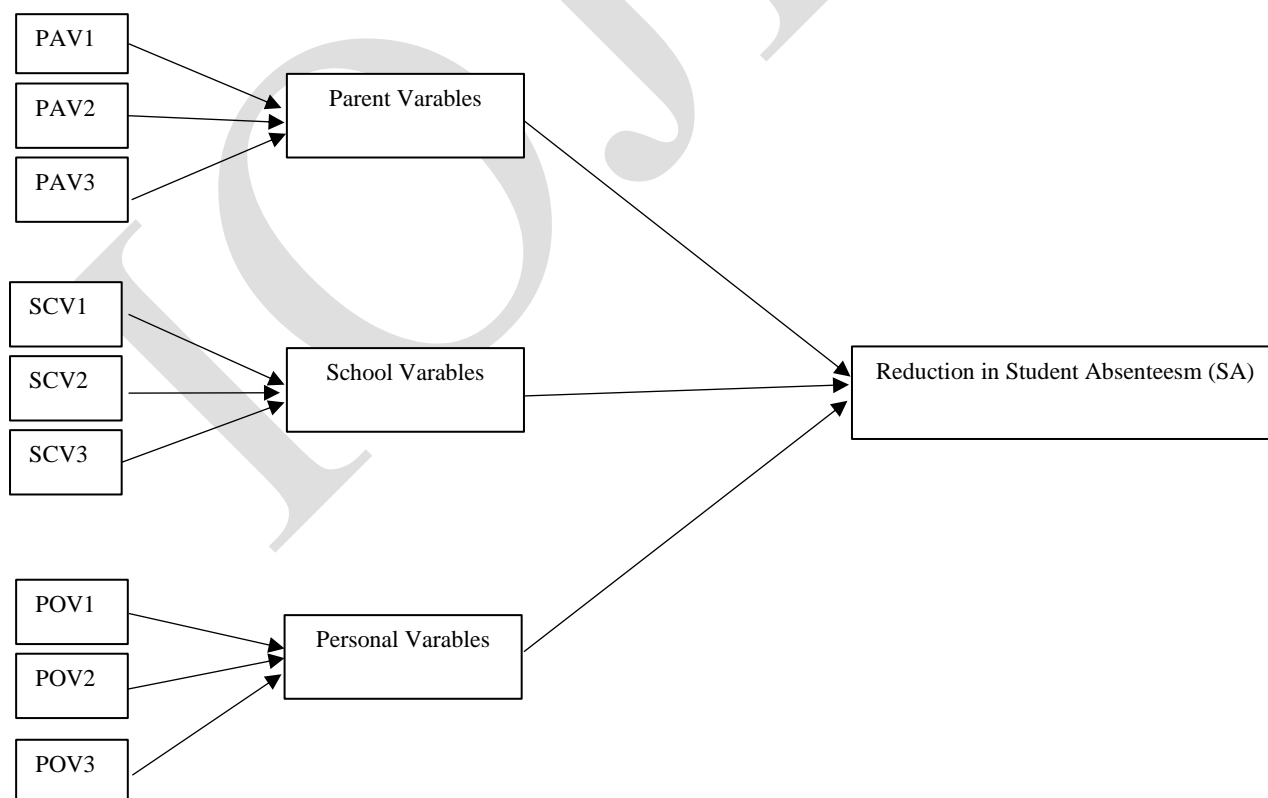 PAV1
PAV2
PAV3
Parent Varables
SCV1
SCV2
SCV3
School Varables
POV1
POV2
POV3
Personal Varables
Reduction in Student Absenteesm (SA)